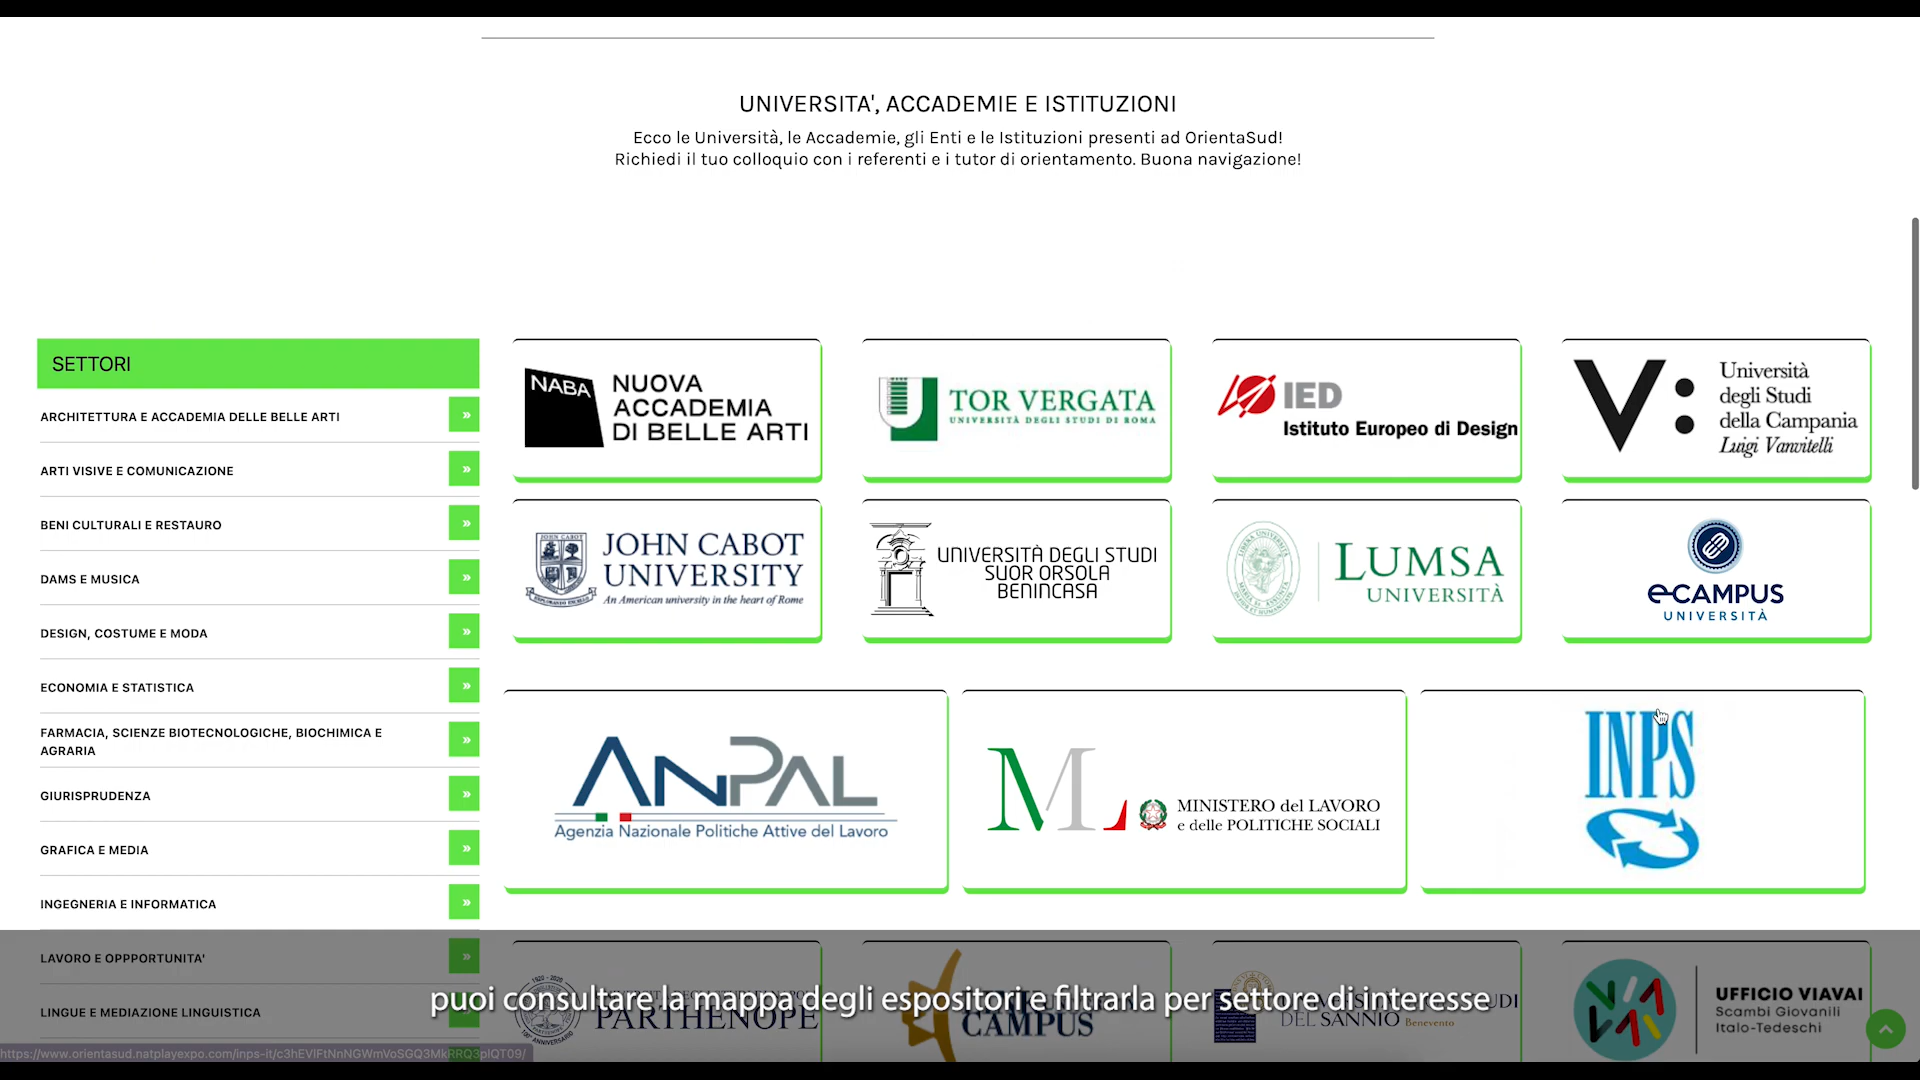 UNIVERSITA', ACCADEMIE E ISTITUZIONI
Ecco le Università, le Accademie, gli Enti e le Istituzioni presenti ad OrientaSud!
Richiedi il tuo colloquio con i referenti e i tutor di orientamento. Buona navigazione!
SETTORI
ARCHITETTURA E ACCADEMIA DELLE BELLE ARTI
ARTI VISIVE E COMUNICAZIONE
BENI CULTURALI E RESTAURO
DAMS E MUSICA
DESIGN, COSTUME E MODA
ECONOMIA E STATISTICA
FARMACIA, SCIENZE BIOTECNOLOGICHE, BIOCHIMICA E
AGRARIA
GIURISPRUDENZA
GRAFICA E MEDIA
INGEGNERIA E INFORMATICA
LAVORO E OPPPORTUNITA'
LINGUE E MEDIAZIONE LINGUISTICA
NABA
NUOVA
ACCADEMIA
DI BELLE ARTI
TOR VERGATA
UNIVERSITÀ DEGLI STUDI DI ROMA
IED
Istituto Europeo di Design
V:
Università
degli Studi
della Campania
Luigi Vanvitelli
JOHN CABOT
JOHN CABOT
UNIVERSITY
An American university in the heart of Rome
UNIVERSITÀ DEGLI STUDI
SUOR ORSOLA
BENINCASA
LUMSA
UNIVERSITÀ
e-CAMPUS
UNIVERSITÀ
ANPAL
Agenzia Nazionale Politiche Attive del Lavoro
ML
MINISTERO del LAVORO
e delle POLITICHE SOCIALI
INPS
PARTHENOPE
CAMPUS
DEL SANNIO Benevento
UFFICIO VIAVAI
Scambi Giovanili
Italo-Tedeschi
puoi consultare la mappa degli espositori e filtrarla per settore di interesse